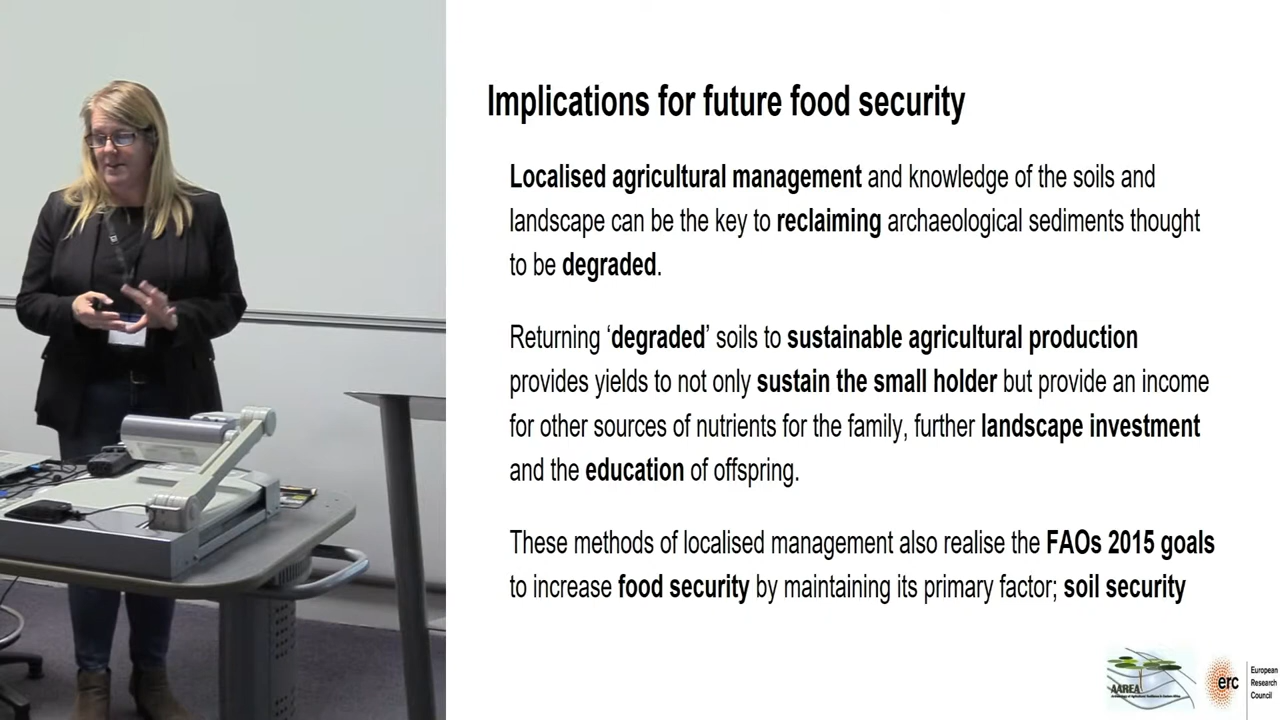 Implications for future food security
Localised agricultural management and knowledge of the soils and
landscape can be the key to reclaiming archaeological sediments thought
to be degraded.
Returning ‘degraded’ soils to sustainable agricultural production
provides yields to not only sustain the small holder but provide an income
for other sources of nutrients for the family, further landscape investment
and the education of offspring.
These methods of localised management also realise the FAOs 2015 goals
to increase food security by maintaining its primary factor; soil security
AAREA
erc
European
Research
Council